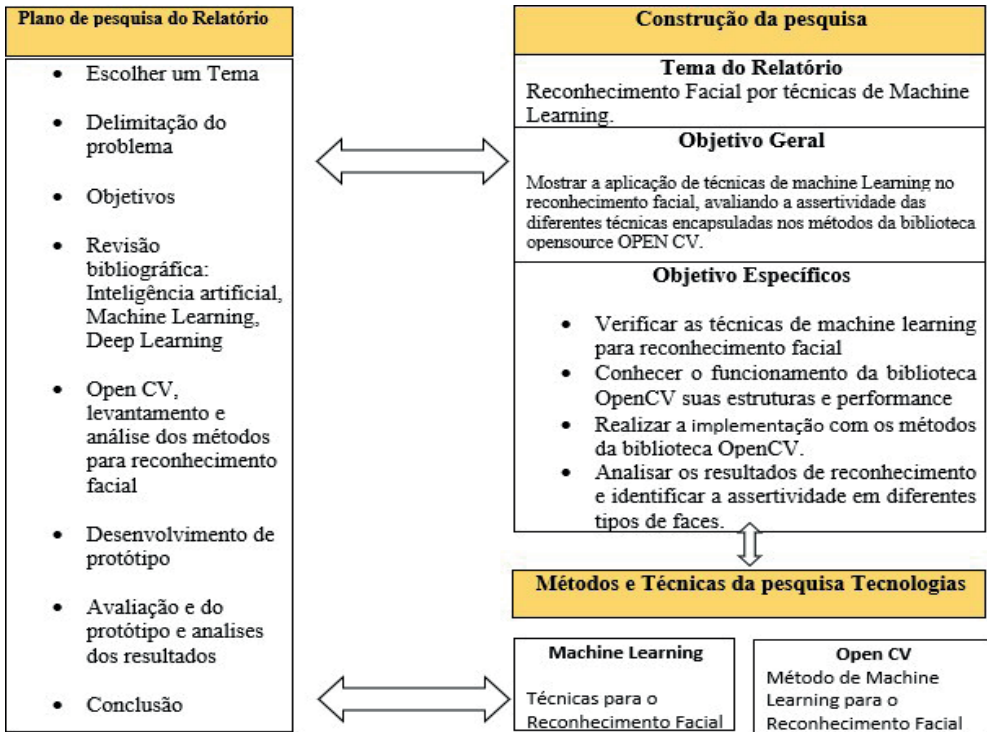 Plano de pesquisa do Relatório
• Escolher um Tema
• Delimitação do
problema
• Objetivos
• Revisão
bibliográfica:
Inteligência artificial,
Machine Learning,
Deep Learning
• Open CV,
levantamento e
análise dos métodos
para reconhecimento
facial
• Desenvolvimento de
protótipo
• Avaliação e do
protótipo e analises
dos resultados
• Conclusão
Construção da pesquisa
Tema do Relatório
Reconhecimento Facial por técnicas de Machine
Learning.
Objetivo Geral
Mostrar a aplicação de técnicas de machine Learning no
reconhecimento facial, avaliando a assertividade das
diferentes técnicas encapsuladas nos métodos da biblioteca
opensource OPEN CV.
Objetivo Específicos
• Verificar as técnicas de machine learning
para reconhecimento facial
• Conhecer o funcionamento da biblioteca
OpenCV suas estruturas e performance
• Realizar a implementação com os métodos
da biblioteca OpenCV.
• Analisar os resultados de reconhecimento
e identificar a assertividade em diferentes
tipos de faces.
Métodos e Técnicas da pesquisa Tecnologias
Machine Learning
Técnicas para o
Reconhecimento Facial
Open CV
Método de Machine
Learning para o
Reconhecimento Facial